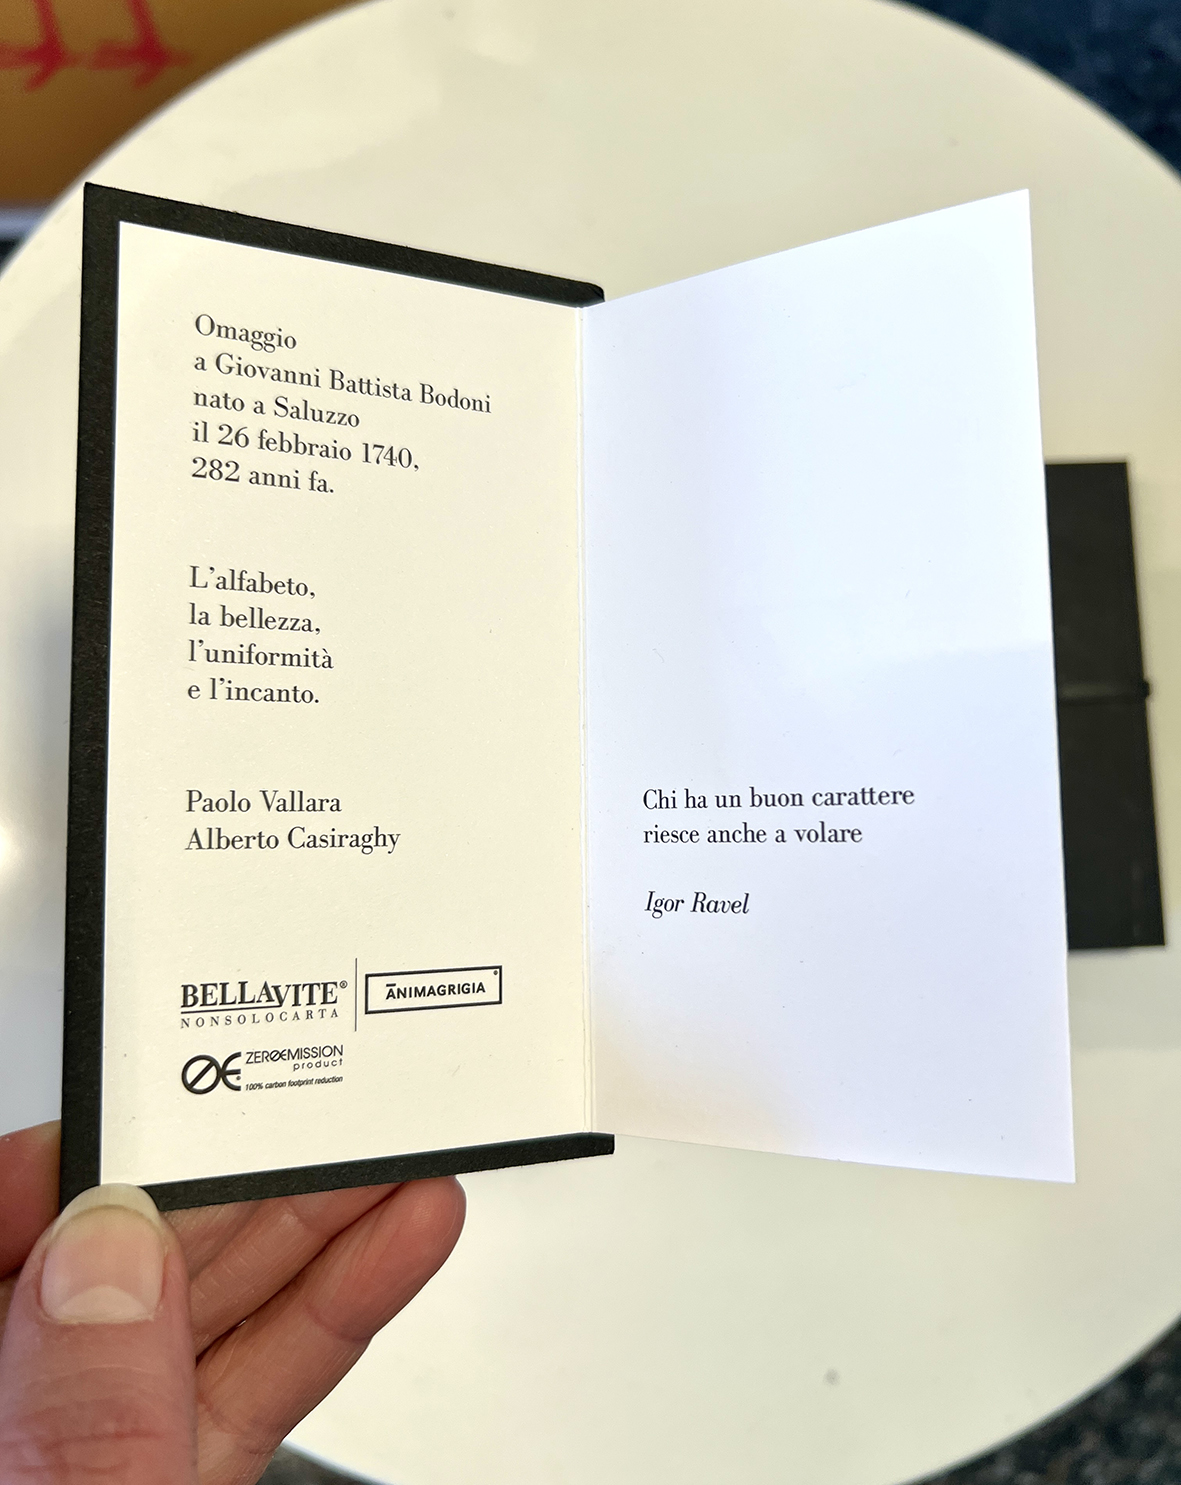 Omaggio
a Giovanni Battista Bodoni
nato a Saluzzo
il 26 febbraio 1740,
282 anni fa.
L’alfabeto,
la bellezza,
l’uniformità
e l’incanto.
Paolo Vallara
Alberto Casiraghy
BELLAVITE®
NONSOLOCARTA
ĀNIMAGRIGIA
ZERØEMISSION
product
100% carbon footprint reduction
Chi ha un buon carattere
riesce anche a volare
Igor Ravel